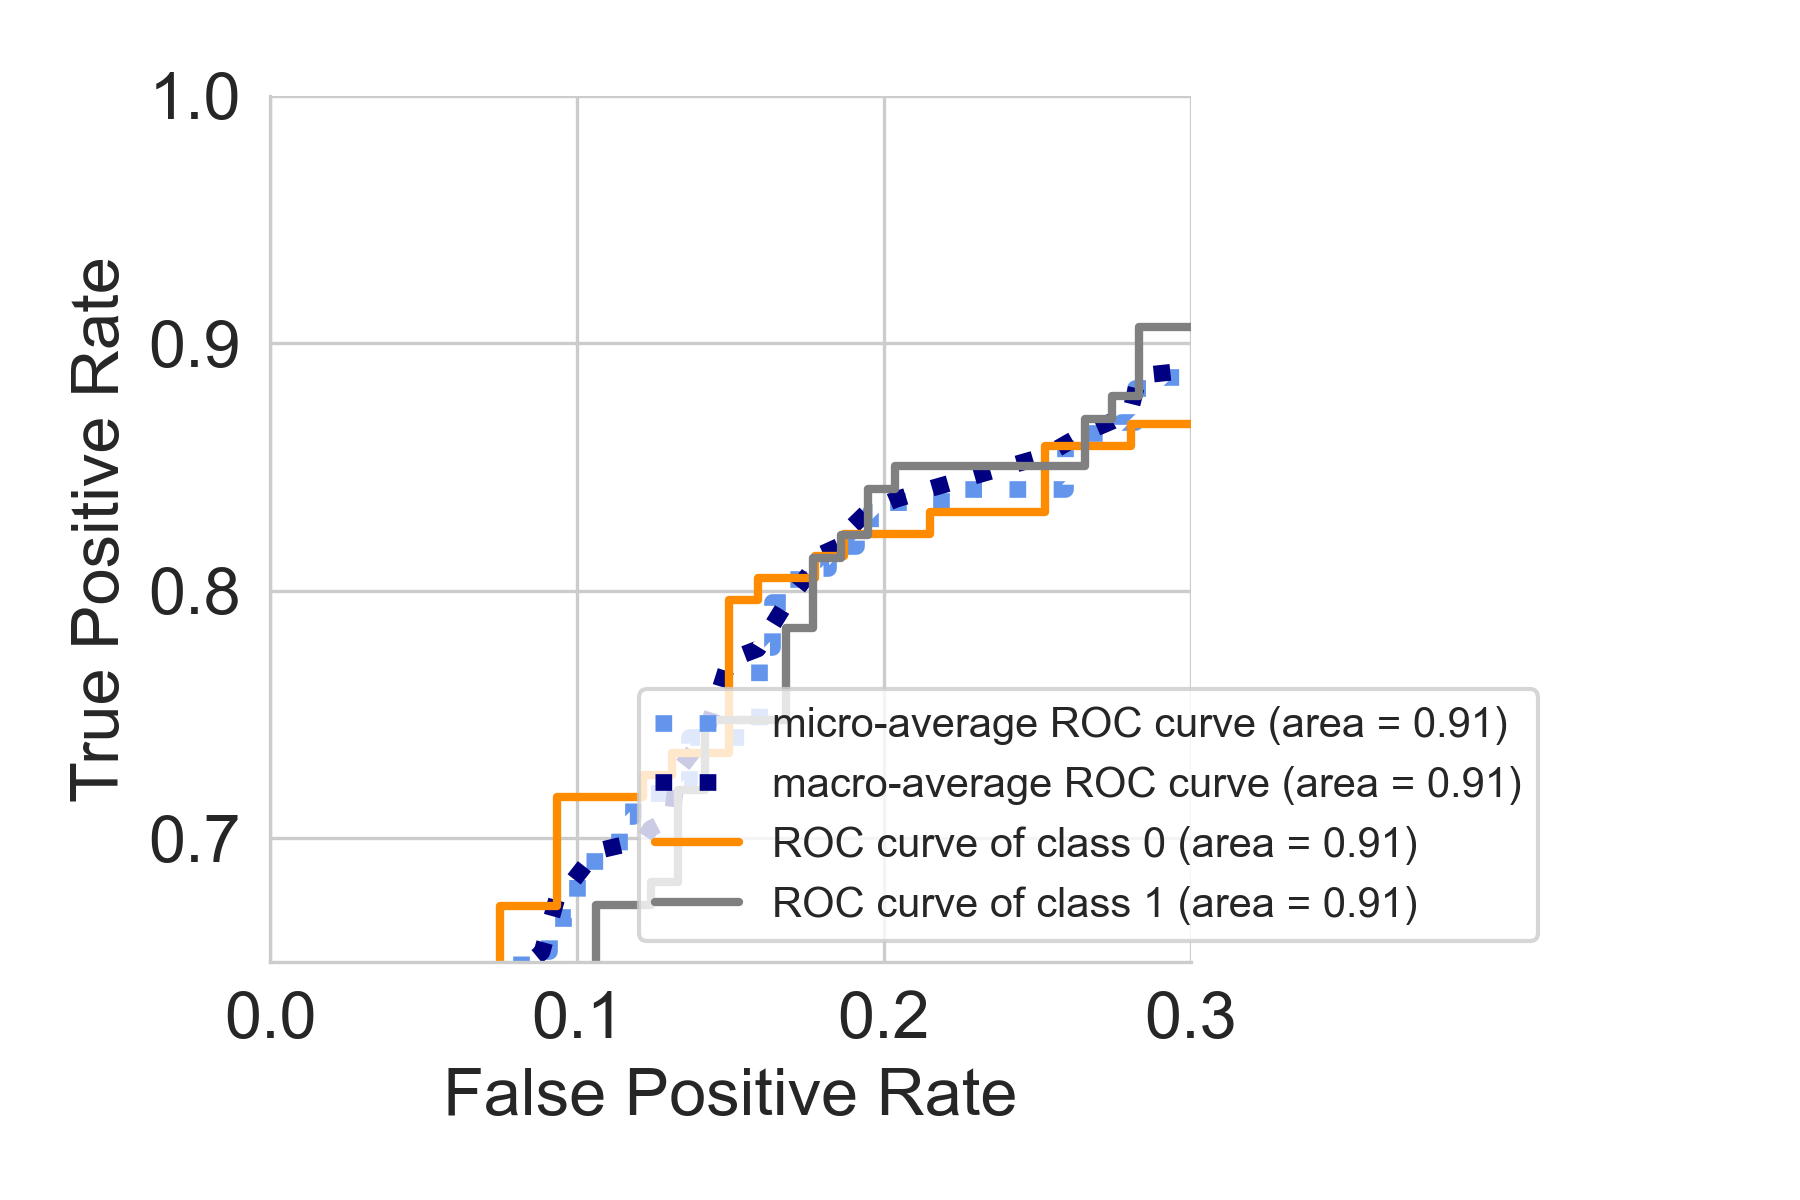 1.0
0.9
0.8
0.7
True Positive Rate
micro-average ROC curve (area = 0.91)
macro-average ROC curve (area = 0.91)
ROC curve of class 0 (area = 0.91)
ROC curve of class 1 (area = 0.91)
0.0 0.1 0.2 0.3
False Positive Rate